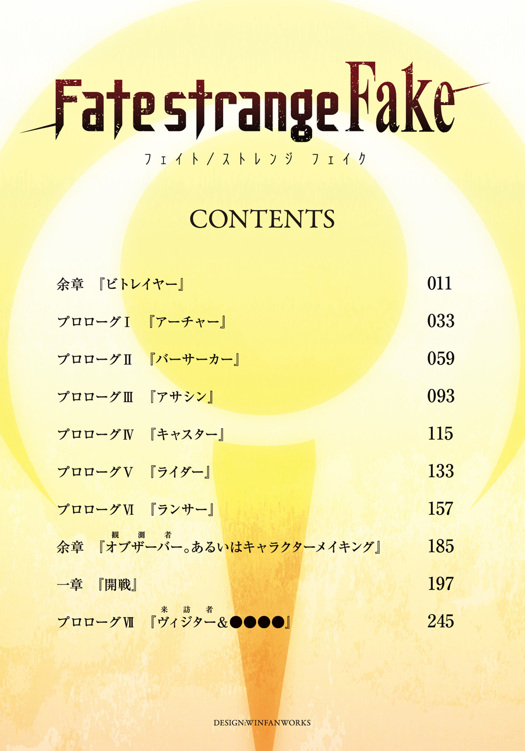 Fate strange Fake
フェイト/ストレンジ フェイク
CONTENTS
余章 『ビトレイヤー』 011
プロローグⅠ 『アーチャー』 033
プロローグⅡ 『バーサーカー』 059
プロローグⅢ 『アサシン』 093
プロローグⅣ 『キャスター』 115
プロローグⅤ 『ライダー』 133
プロローグⅥ 『ランサー』 157
観測者
余章 『オブザーバー。あるいはキャラクターメイキング』 185
一章 『開戦』 197
来訪者
プロローグⅦ 『ヴィジター&●●●●』 245
DESIGN:WINFANWORKS